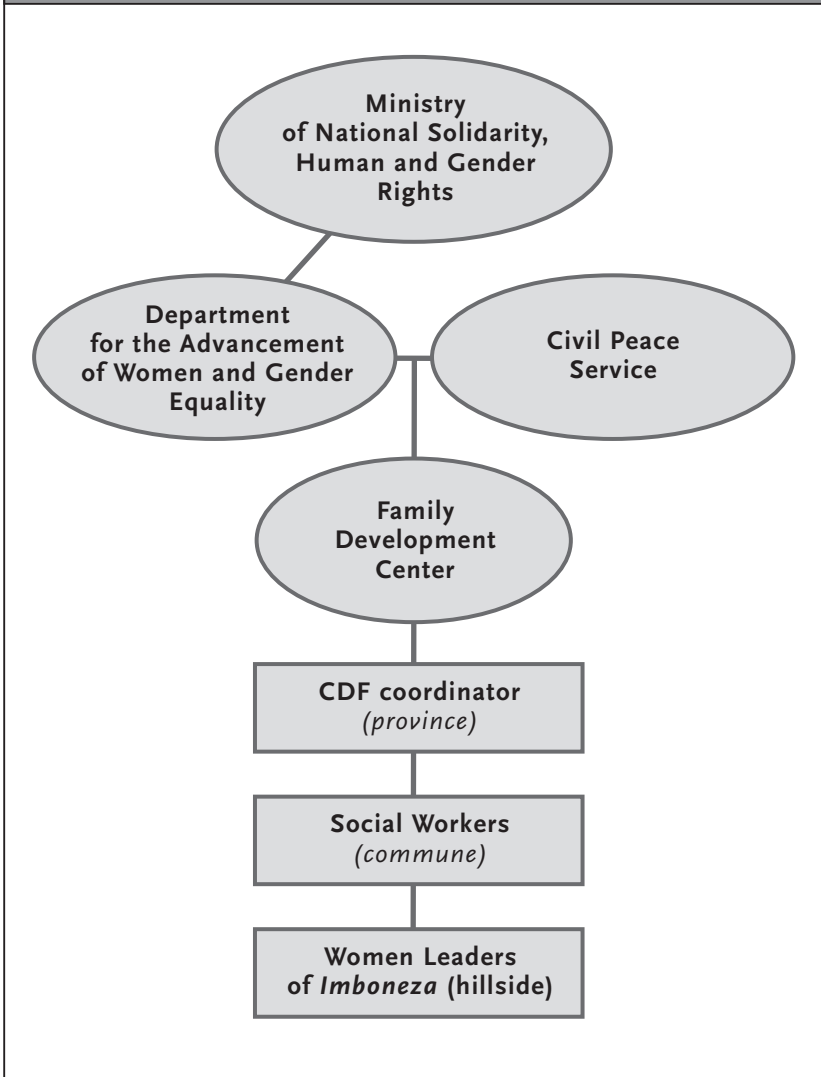 Ministry
of National Solidarity,
Human and Gender
Rights
Department
for the Advancement
of Women and Gender
Equality
Civil Peace
Service
Family
Development
Center
CDF coordinator
(province)
Social Workers
(commune)
Women Leaders
of Imboneza (hillside)